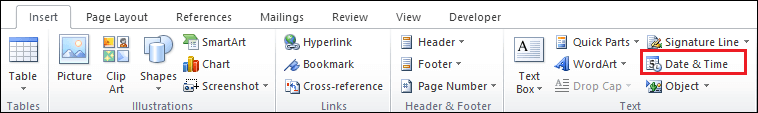 Insert Page Layout References Mailings Review View Developer
Table
Tables
Picture
Clip
Art
Shapes
SmartArt
Chart
Screenshot
Illustrations
Hyperlink
Bookmark
Cross-reference
Links
Header
Footer
Page Number
Header & Footer
Text
Box
Quick Parts
WordArt
Drop Cap
Signature Line
Date & Time
Object
Text